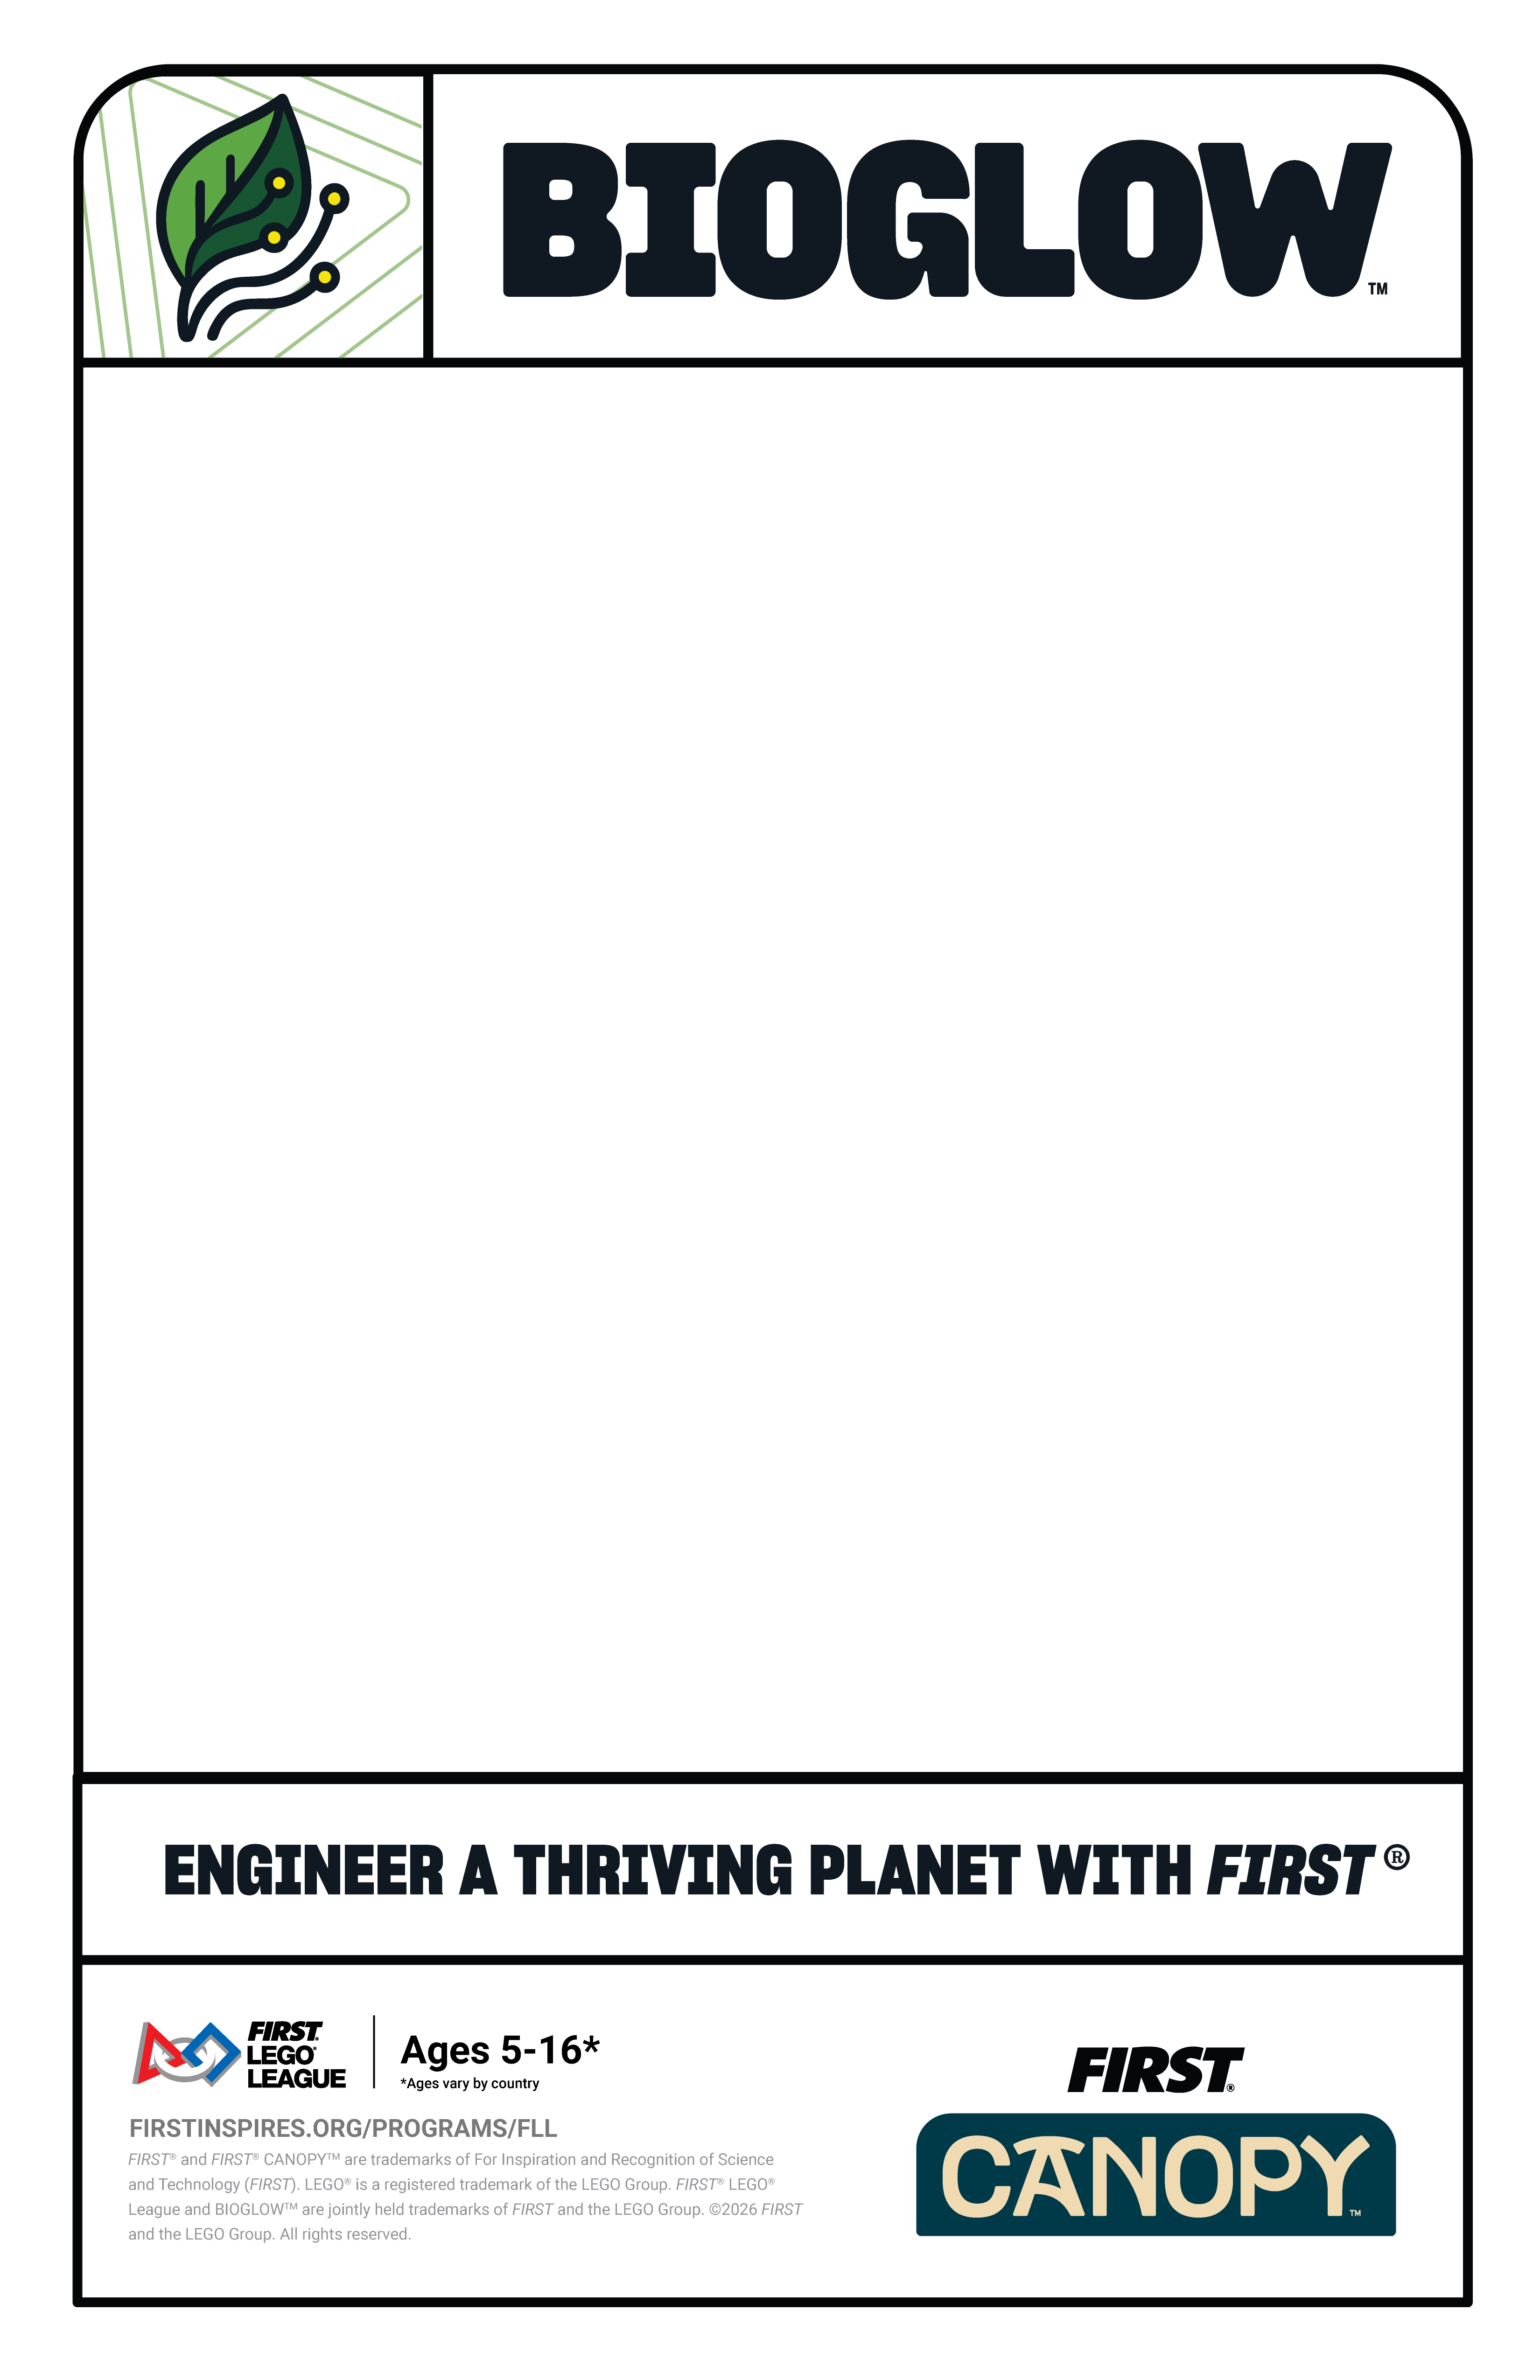 BIOGLOW™
ENGINEER A THRIVING PLANET WITH FIRST®
FIRST®
LEGO®
LEAGUE
Ages 5-16*
*Ages vary by country
FIRSTINSPIRES.ORG/PROGRAMS/FLL
FIRST® and FIRST® CANOPY™ are trademarks of For Inspiration and Recognition of Science
and Technology (FIRST). LEGO® is a registered trademark of the LEGO Group. FIRST® LEGO®
League and BIOGLOW™ are jointly held trademarks of FIRST and the LEGO Group. ©2026 FIRST
and the LEGO Group. All rights reserved.
FIRST®
CANOPY™